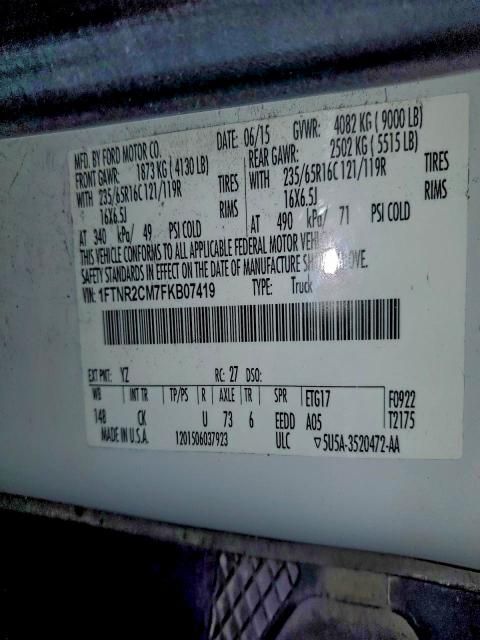 MFD. BY FORD MOTOR CO. DATE: 06/15 GVWR: 4082 KG ( 9000 LB)
FRONT GAWR: 1873 KG ( 4130 LB) REAR GAWR: 2502 KG ( 5515 LB)
WITH 235/65R16C 121/119R TIRES WITH 235/65R16C 121/119R TIRES
16X6.5J RIMS 16X6.5J RIMS
AT 340 kPa/ 49 PSI COLD AT 490 kPa/ 71 PSI COLD
THIS VEHICLE CONFORMS TO ALL APPLICABLE FEDERAL MOTOR
SAFETY STANDARDS IN EFFECT ON THE DATE OF MANUFACTURE ABOVE.
VIN: 1FTNR2CM7FKB07419 TYPE: Truck
EXT PNT: YZ RC: 27 DSO:
WB INT TR TP/PS R AXLE TR SPR ETG17 F0922
148 CK U 73 6 EEDD A05 T2175
MADE IN U.S.A. 1201506037923 ULC ▽5U5A-3520472-AA